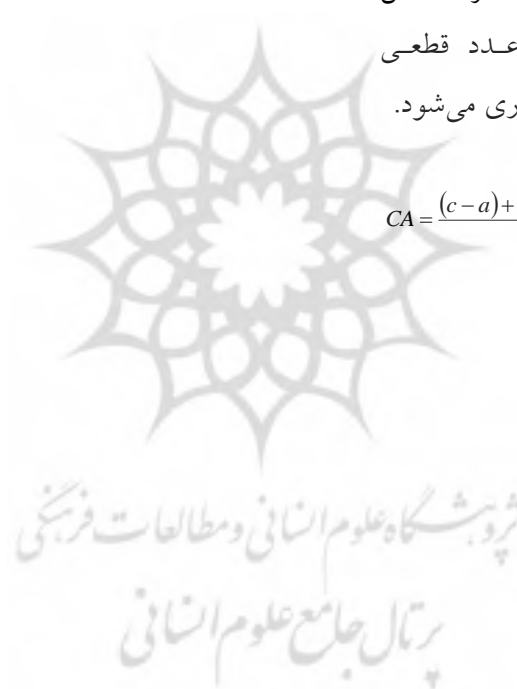 عـدد قطعـی
ری می‌شود.
CA = (c – a) +
پژوهشگاه علوم انسانی و مطالعات فرهنگی
پرتال جامع علوم انسانی